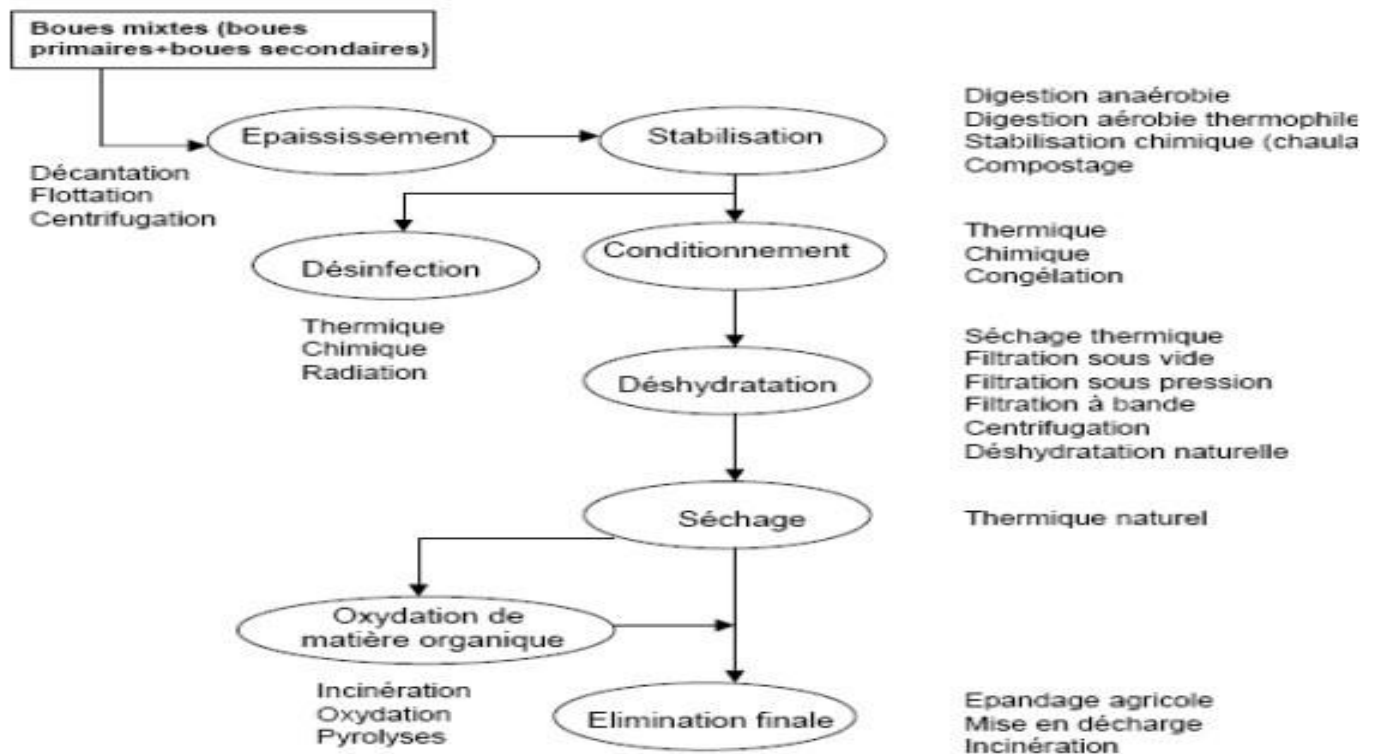 Boues mixtes (boues
primaires+boues secondaires)
Epaississement
Stabilisation
Digestion anaérobie
Digestion aérobie thermophile
Stabilisation chimique (chaula
Compostage
Décantation
Flottation
Centrifugation
Désinfection
Conditionnement
Thermique
Chimique
Congélation
Thermique
Chimique
Radiation
Déshydratation
Séchage thermique
Filtration sous vide
Filtration sous pression
Filtration à bande
Centrifugation
Déshydratation naturelle
Séchage
Thermique naturel
Oxydation de
matière organique
Incinération
Oxydation
Pyrolyses
Elimination finale
Epandage agricole
Mise en décharge
Incinération